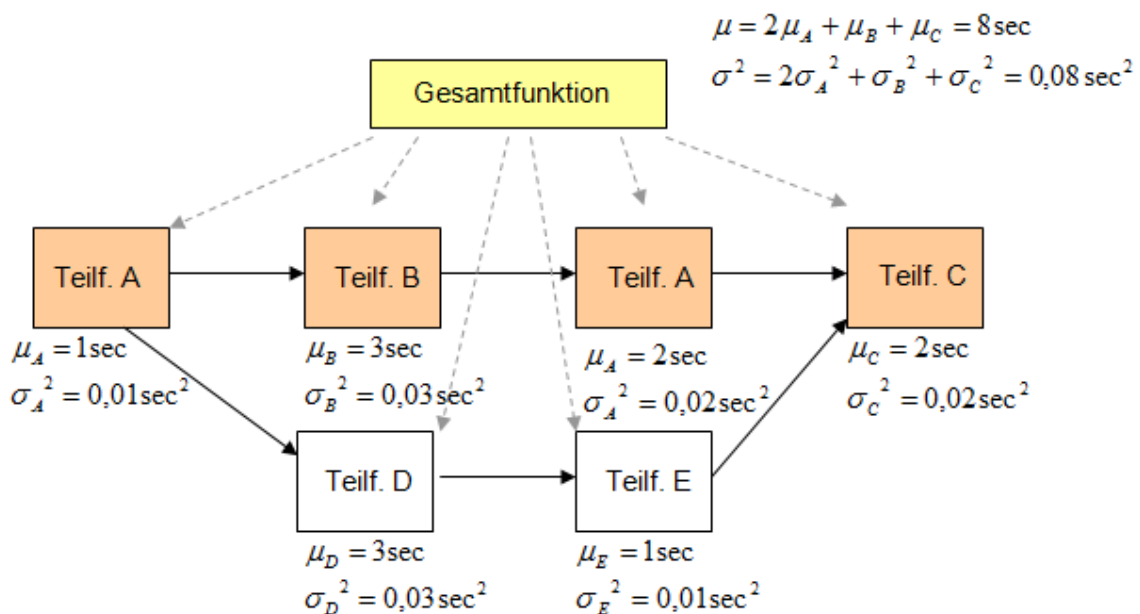 μ = 2μ_A + μ_B + μ_C = 8sec
σ² = 2σ_A² + σ_B² + σ_C² = 0,08sec²
Gesamtfunktion
Teilf. A
Teilf. B
Teilf. A
Teilf. C
μ_A = 1sec
σ_A² = 0,01sec²
μ_B = 3sec
σ_B² = 0,03sec²
μ_A = 2sec
σ_A² = 0,02sec²
μ_C = 2sec
σ_C² = 0,02sec²
Teilf. D
Teilf. E
μ_D = 3sec
σ_D² = 0,03sec²
μ_E = 1sec
σ_E² = 0,01sec²